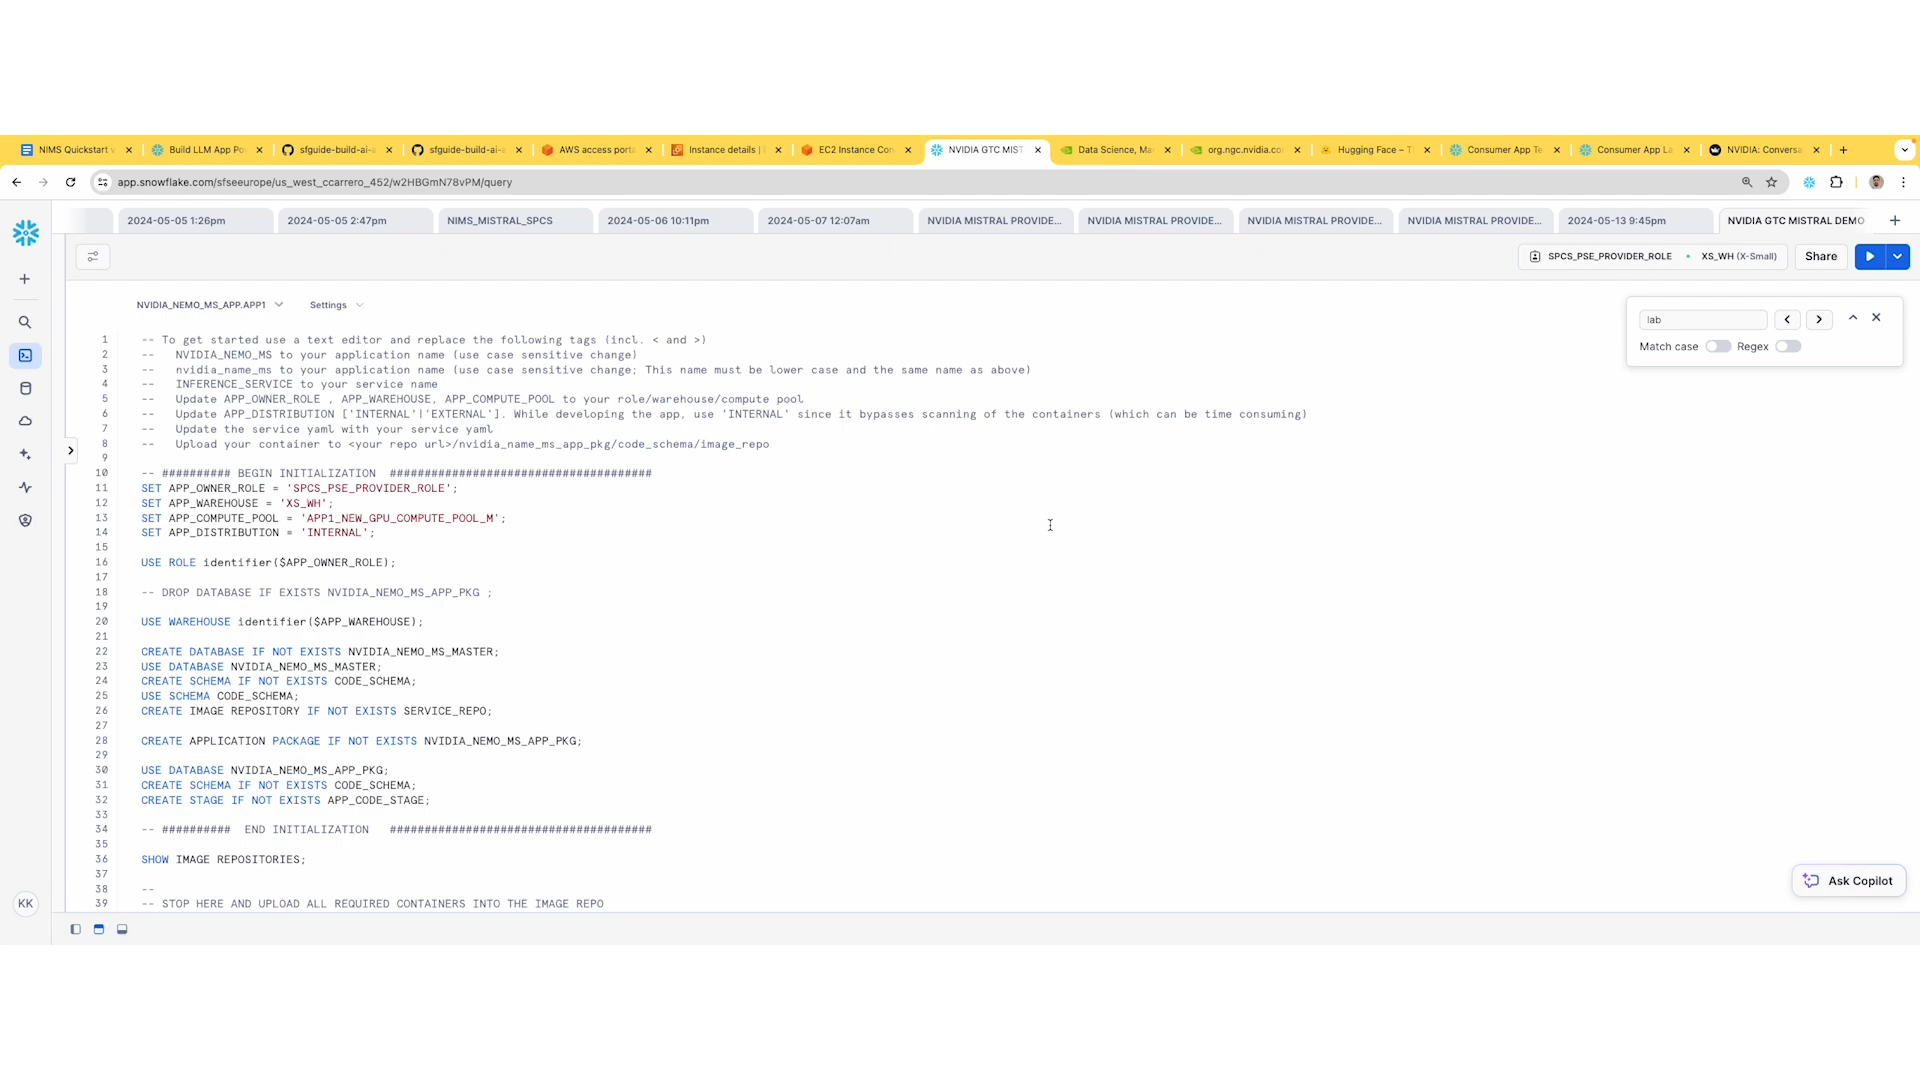 NIMS Quickstart
Build LLM App Po
sfguide-build-ai-
sfguide-build-ai-
AWS access porta
Instance details |
EC2 Instance Con
NVIDIA GTC MIST
Data Science, Ma
org.ngc.nvidia.co
Hugging Face – T
Consumer App Te
Consumer App La
NVIDIA: Conversa
app.snowflake.com/sfseeurope/us_west_ccarrero_452/w2HBGmN78vPM/query
2024-05-05 1:26pm
2024-05-05 2:47pm
NIMS_MISTRAL_SPCS
2024-05-06 10:11pm
2024-05-07 12:07am
NVIDIA MISTRAL PROVIDE...
NVIDIA MISTRAL PROVIDE...
NVIDIA MISTRAL PROVIDE...
NVIDIA MISTRAL PROVIDE...
2024-05-13 9:45pm
NVIDIA GTC MISTRAL DEMO
SPCS_PSE_PROVIDER_ROLE
XS_WH (X-Small)
Share
NVIDIA_NEMO_MS_APP.APP1
Settings
lab
Match case
Regex
1 -- To get started use a text editor and replace the following tags (incl. < and >)
2 -- NVIDIA_NEMO_MS to your application name (use case sensitive change)
3 -- nvidia_name_ms to your application name (use case sensitive change; This name must be lower case and the same name as above)
4 -- INFERENCE_SERVICE to your service name
5 -- Update APP_OWNER_ROLE , APP_WAREHOUSE, APP_COMPUTE_POOL to your role/warehouse/compute pool
6 -- Update APP_DISTRIBUTION ['INTERNAL'|'EXTERNAL']. While developing the app, use 'INTERNAL' since it bypasses scanning of the containers (which can be time consuming)
7 -- Update the service yaml with your service yaml
8 -- Upload your container to <your repo url>/nvidia_name_ms_app_pkg/code_schema/image_repo
9
10 -- ########## BEGIN INITIALIZATION ######################################
11 SET APP_OWNER_ROLE = 'SPCS_PSE_PROVIDER_ROLE';
12 SET APP_WAREHOUSE = 'XS_WH';
13 SET APP_COMPUTE_POOL = 'APP1_NEW_GPU_COMPUTE_POOL_M';
14 SET APP_DISTRIBUTION = 'INTERNAL';
15
16 USE ROLE identifier($APP_OWNER_ROLE);
17
18 -- DROP DATABASE IF EXISTS NVIDIA_NEMO_MS_APP_PKG ;
19
20 USE WAREHOUSE identifier($APP_WAREHOUSE);
21
22 CREATE DATABASE IF NOT EXISTS NVIDIA_NEMO_MS_MASTER;
23 USE DATABASE NVIDIA_NEMO_MS_MASTER;
24 CREATE SCHEMA IF NOT EXISTS CODE_SCHEMA;
25 USE SCHEMA CODE_SCHEMA;
26 CREATE IMAGE REPOSITORY IF NOT EXISTS SERVICE_REPO;
27
28 CREATE APPLICATION PACKAGE IF NOT EXISTS NVIDIA_NEMO_MS_APP_PKG;
29
30 USE DATABASE NVIDIA_NEMO_MS_APP_PKG;
31 CREATE SCHEMA IF NOT EXISTS CODE_SCHEMA;
32 CREATE STAGE IF NOT EXISTS APP_CODE_STAGE;
33
34 -- ########## END INITIALIZATION ######################################
35
36 SHOW IMAGE REPOSITORIES;
37
38 --
39 -- STOP HERE AND UPLOAD ALL REQUIRED CONTAINERS INTO THE IMAGE REPO
Ask Copilot
KK